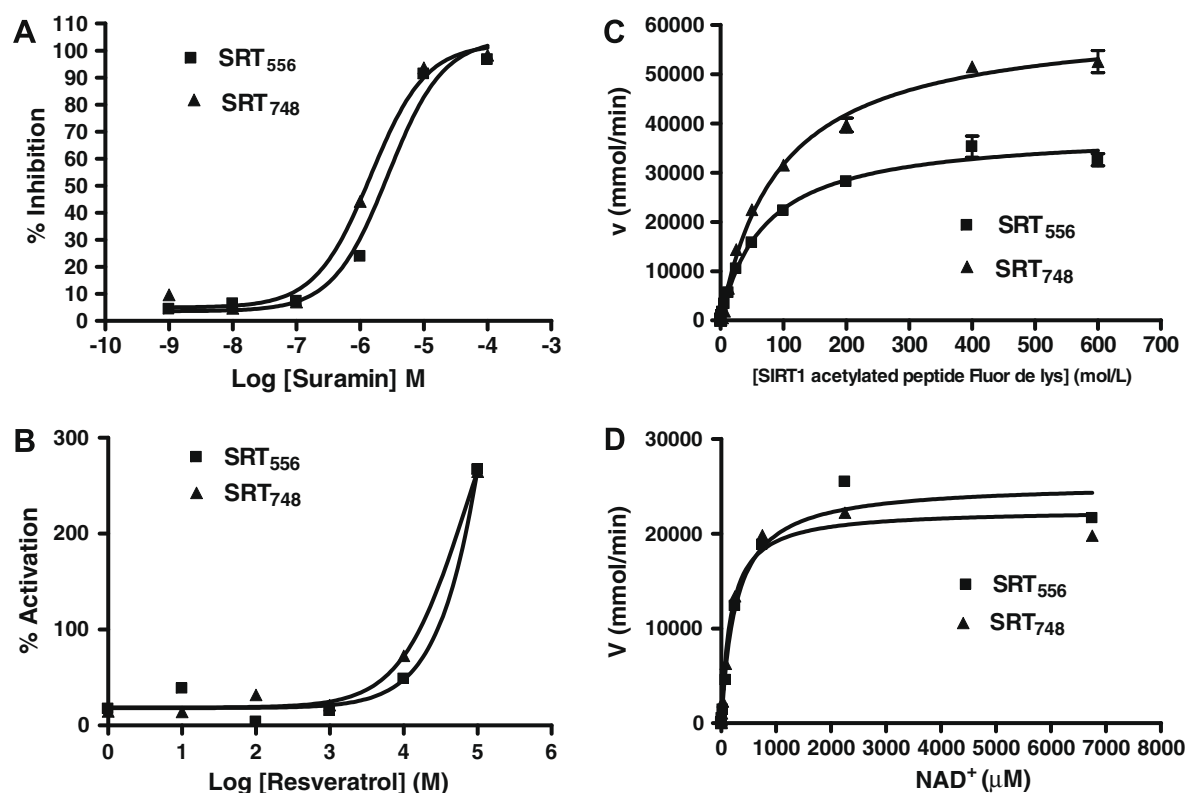 A
110
100
90
80
70
60
50
40
30
20
10
0
% Inhibition
SRT556
SRT748
-10 -9 -8 -7 -6 -5 -4 -3
Log [Suramin] M
B
300
200
100
0
% Activation
SRT556
SRT748
0 1 2 3 4 5 6
Log [Resveratrol] (M)
C
60000
50000
40000
30000
20000
10000
0
v (mmol/min)
SRT556
SRT748
0 100 200 300 400 500 600 700
[SIRT1 acetylated peptide Fluor de lys] (mol/L)
D
30000
20000
10000
0
V (mmol/min)
SRT556
SRT748
0 1000 2000 3000 4000 5000 6000 7000 8000
NAD+ (μM)